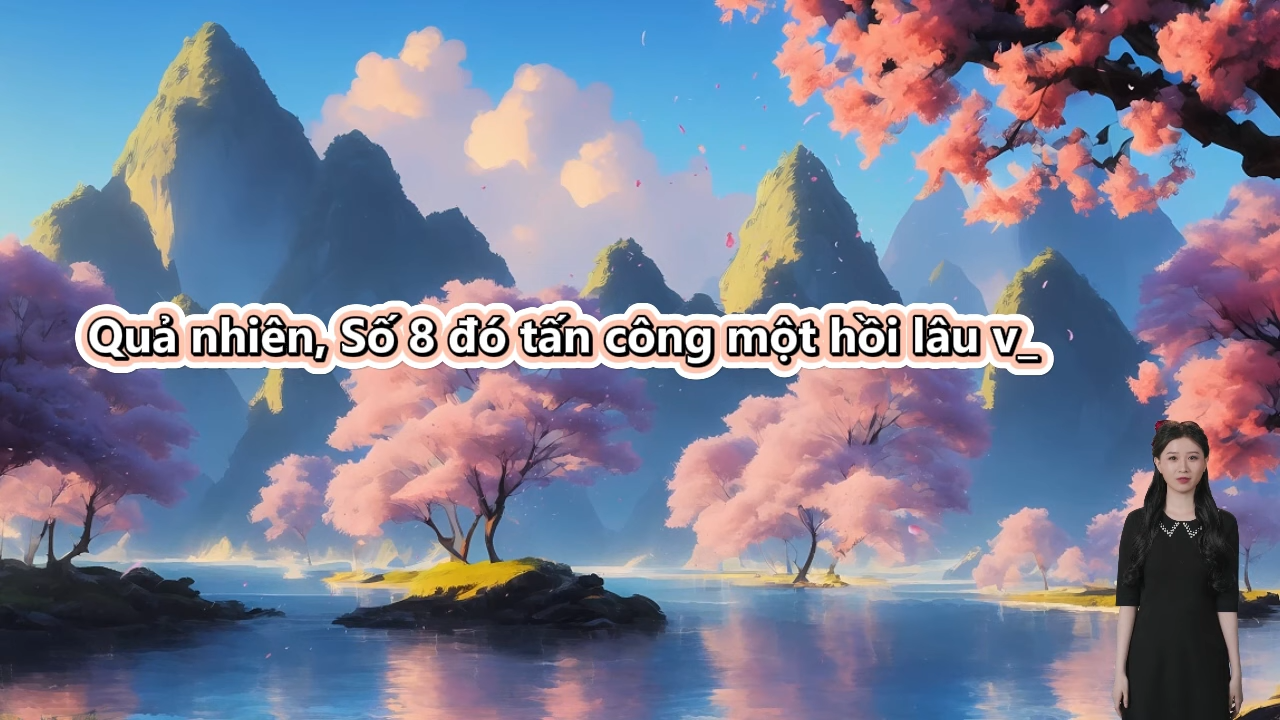 Quả nhiên, Số 8 đó tấn công một hồi lâu v_